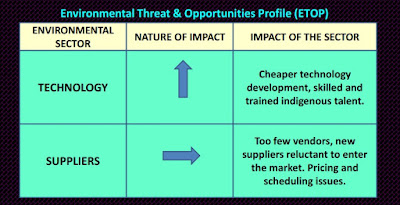 Environmental Threat & Opportunities Profile (ETOP)
ENVIRONMENTAL
SECTOR
NATURE OF IMPACT
IMPACT OF THE SECTOR
TECHNOLOGY
Cheaper technology
development, skilled and
trained indigenous talent.
SUPPLIERS
Too few vendors, new
suppliers reluctant to enter
the market. Pricing and
scheduling issues.